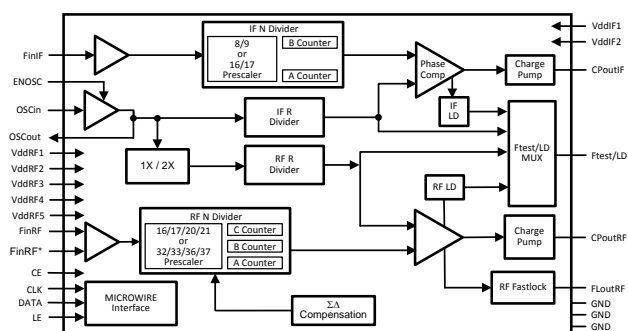 IF N Divider
8/9
or
16/17
Prescaler
B Counter
A Counter
VddIF1
VddIF2
FinIF
Phase
Comp
Charge
Pump
CPoutIF
ENOSC
IF
LD
OSCin
IF R
Divider
OSCout
Ftest/LD
MUX
Ftest/LD
VddRF1
VddRF2
VddRF3
VddRF4
VddRF5
1X / 2X
RF R
Divider
RF LD
RF N Divider
16/17/20/21
or
32/33/36/37
Prescaler
C Counter
B Counter
A Counter
FinRF
FinRF*
Charge
Pump
CPoutRF
CE
CLK
DATA
LE
MICROWIRE
Interface
ΣΔ
Compensation
RF Fastlock
FLoutRF
GND
GND
GND